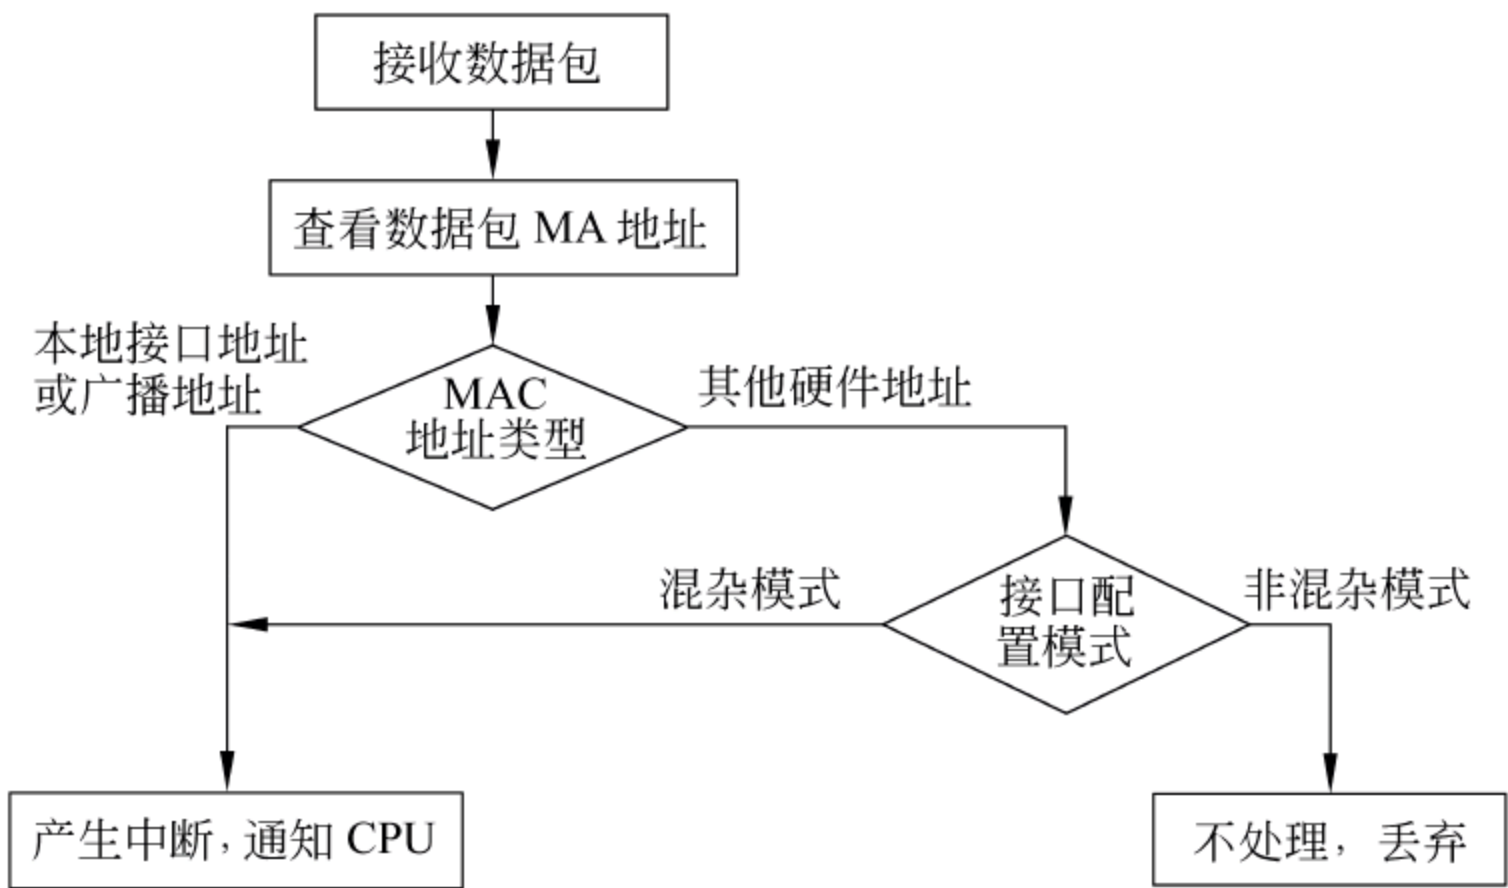 接收数据包
查看数据包 MA 地址
本地接口地址
或广播地址
MAC
地址类型
其他硬件地址
混杂模式
接口配
置模式
非混杂模式
产生中断,通知 CPU
不处理，丢弃